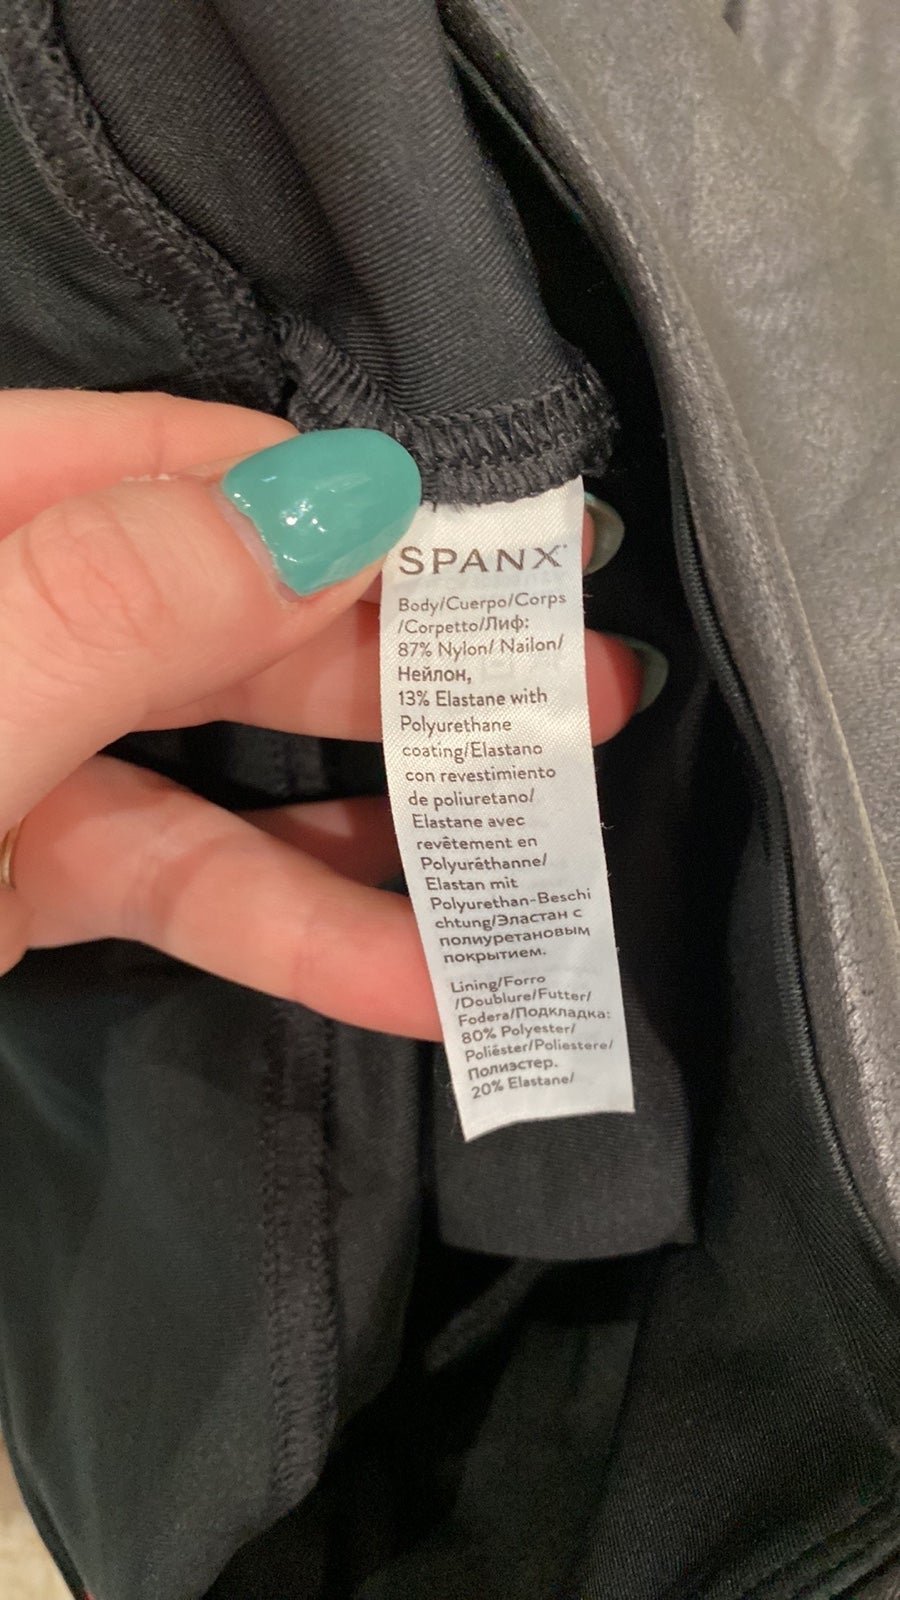 SPANX®
Body/Cuerpo/Corps
/Corpetto/Лиф:
87% Nylon/ Nailon/
Нейлон,
13% Elastane with
Polyurethane
coating/Elastano
con revestimiento
de poliuretano/
Elastane avec
revêtement en
Polyuréthanne/
Elastan mit
Polyurethan-Beschi
chtung/Эластан с
полиуретановым
покрытием.
Lining/Forro
/Doublure/Futter/
Fodera/Подкладка:
80% Polyester/
Poliéster/Poliestere/
Полиэстер.
20% Elastane/